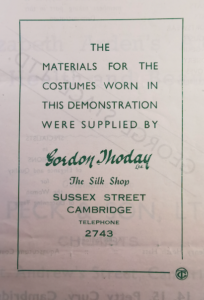 THE
MATERIALS FOR THE
COSTUMES WORN IN
THIS DEMONSTRATION
WERE SUPPLIED BY
Gordon Thoday
Ltd
The Silk Shop
SUSSEX STREET
CAMBRIDGE
TELEPHONE
2743